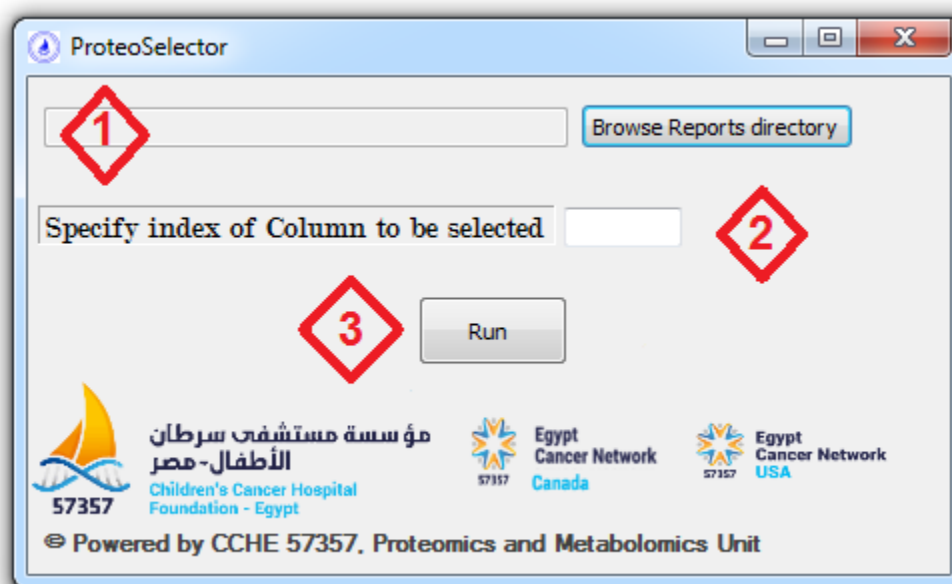 ProteoSelector
1
Browse Reports directory
Specify index of Column to be selected
2
3
Run
مؤسسة مستشفى سرطان
الأطفال-مصر
Children's Cancer Hospital
Foundation - Egypt
57357
Egypt
Cancer Network
Canada
57357
Egypt
Cancer Network
USA
57357
Powered by CCHE 57357, Proteomics and Metabolomics Unit